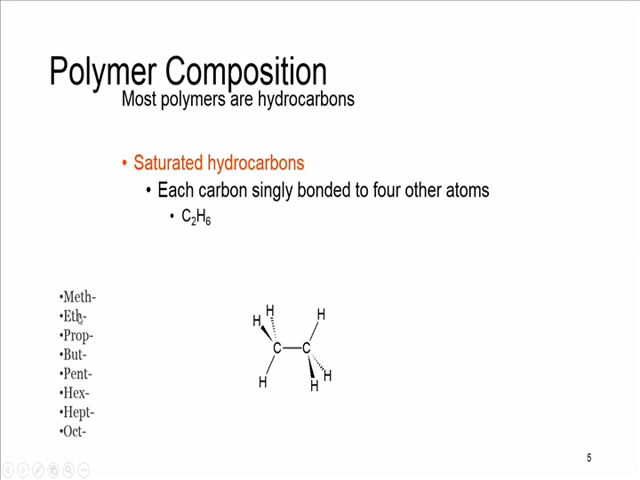 Polymer Composition
Most polymers are hydrocarbons
• Saturated hydrocarbons
• Each carbon singly bonded to four other atoms
• C₂H₆
•Meth-
•Eth-
•Prop-
•But-
•Pent-
•Hex-
•Hept-
•Oct-
H H H
C C
H H H
5